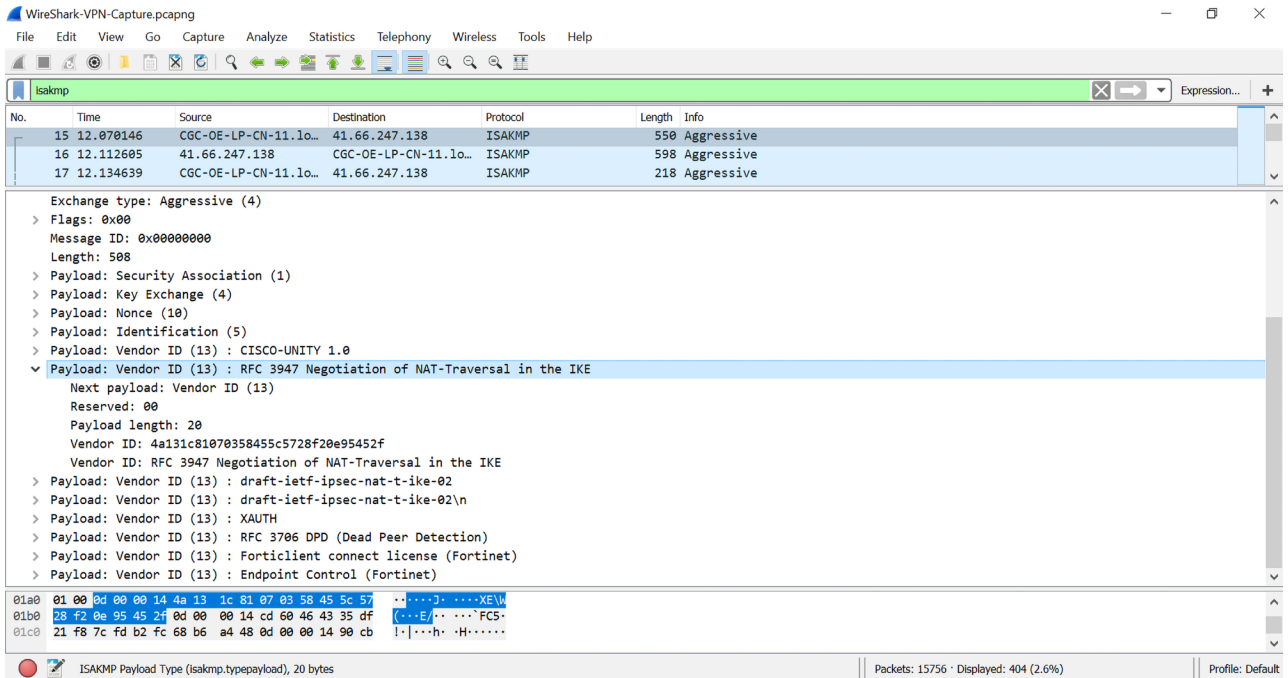 WireShark-VPN-Capture.pcapng
File Edit View Go Capture Analyze Statistics Telephony Wireless Tools Help
isakmp Expression... +
No. Time Source Destination Protocol Length Info
15 12.070146 CGC-OE-LP-CN-11.lo… 41.66.247.138 ISAKMP 550 Aggressive
16 12.112605 41.66.247.138 CGC-OE-LP-CN-11.lo… ISAKMP 598 Aggressive
17 12.134639 CGC-OE-LP-CN-11.lo… 41.66.247.138 ISAKMP 218 Aggressive
Exchange type: Aggressive (4)
Flags: 0x00
Message ID: 0x00000000
Length: 508
Payload: Security Association (1)
Payload: Key Exchange (4)
Payload: Nonce (10)
Payload: Identification (5)
Payload: Vendor ID (13) : CISCO-UNITY 1.0
Payload: Vendor ID (13) : RFC 3947 Negotiation of NAT-Traversal in the IKE
Next payload: Vendor ID (13)
Reserved: 00
Payload length: 20
Vendor ID: 4a131c81070358455c5728f20e95452f
Vendor ID: RFC 3947 Negotiation of NAT-Traversal in the IKE
Payload: Vendor ID (13) : draft-ietf-ipsec-nat-t-ike-02
Payload: Vendor ID (13) : draft-ietf-ipsec-nat-t-ike-02\n
Payload: Vendor ID (13) : XAUTH
Payload: Vendor ID (13) : RFC 3706 DPD (Dead Peer Detection)
Payload: Vendor ID (13) : Forticlient connect license (Fortinet)
Payload: Vendor ID (13) : Endpoint Control (Fortinet)
01a0 01 00 0d 00 00 14 4a 13 1c 81 07 03 58 45 5c 57 ······J· ····XE\W
01b0 28 f2 0e 95 45 2f 0d 00 00 14 cd 60 46 43 35 df (···E/·· ···`FC5·
01c0 21 f8 7c fd b2 fc 68 b6 a4 48 0d 00 00 14 90 cb !·|···h· ·H······
ISAKMP Payload Type (isakmp.typepayload), 20 bytes Packets: 15756 · Displayed: 404 (2.6%) Profile: Default